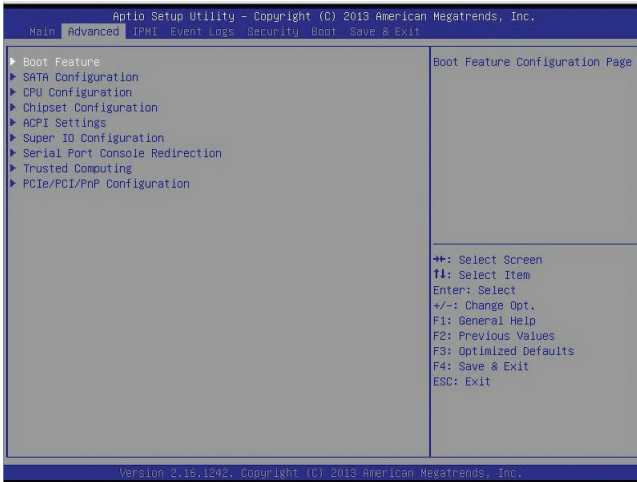 Aptio Setup Utility – Copyright (C) 2013 American Megatrends, Inc.
Main Advanced IPMI Event Logs Security Boot Save & Exit
▶ Boot Feature
▶ SATA Configuration
▶ CPU Configuration
▶ Chipset Configuration
▶ ACPI Settings
▶ Super IO Configuration
▶ Serial Port Console Redirection
▶ Trusted Computing
▶ PCIe/PCI/PnP Configuration
Boot Feature Configuration Page
→←: Select Screen
↑↓: Select Item
Enter: Select
+/-: Change Opt.
F1: General Help
F2: Previous Values
F3: Optimized Defaults
F4: Save & Exit
ESC: Exit
Version 2.16.1242. Copyright (C) 2013 American Megatrends, Inc.